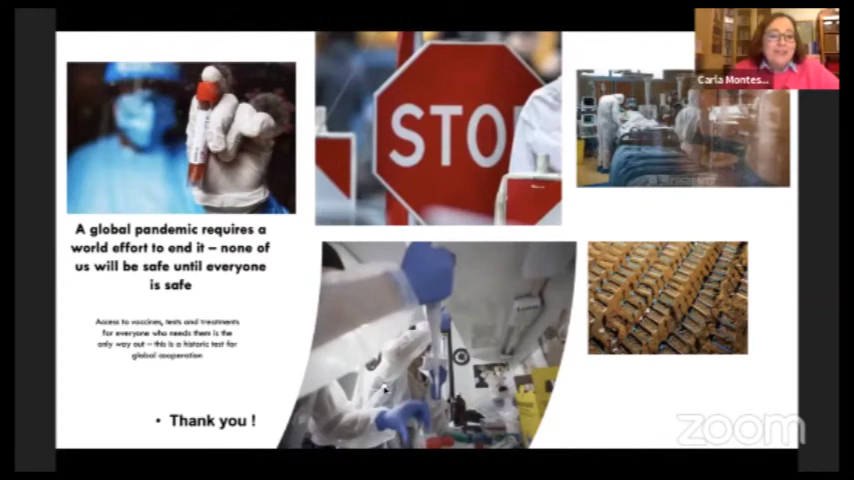 Carla Montes...
STO
A global pandemic requires a
world effort to end it – none of
us will be safe until everyone
is safe
Access to vaccines, tests and treatments
for everyone who needs them is the
only way out – this is a historic test for
global cooperation
• Thank you !
zoom